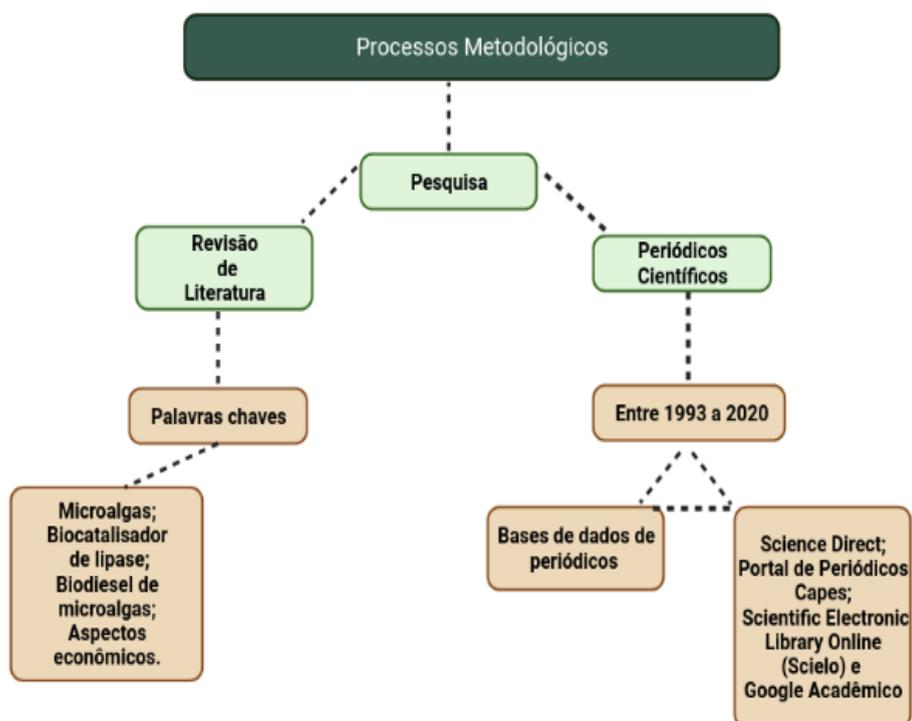 Processos Metodológicos
Pesquisa
Revisão
de
Literatura
Periódicos
Científicos
Palavras chaves
Entre 1993 a 2020
Microalgas;
Biocatalisador
de lipase;
Biodiesel de
microalgas;
Aspectos
econômicos.
Bases de dados de
periódicos
Science Direct;
Portal de Periódicos
Capes;
Scientific Electronic
Library Online
(Scielo) e
Google Acadêmico